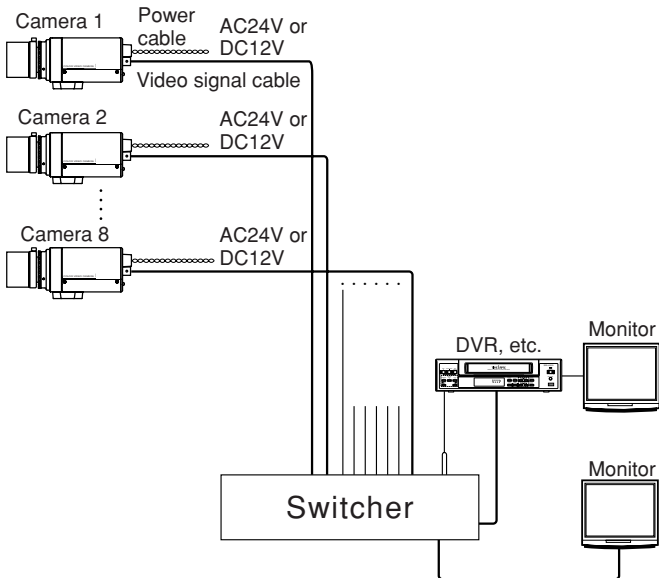 Camera 1
Power
cable
AC24V or
DC12V
Video signal cable
Camera 2
AC24V or
DC12V
Camera 8
AC24V or
DC12V
DVR, etc.
Monitor
Switcher
Monitor